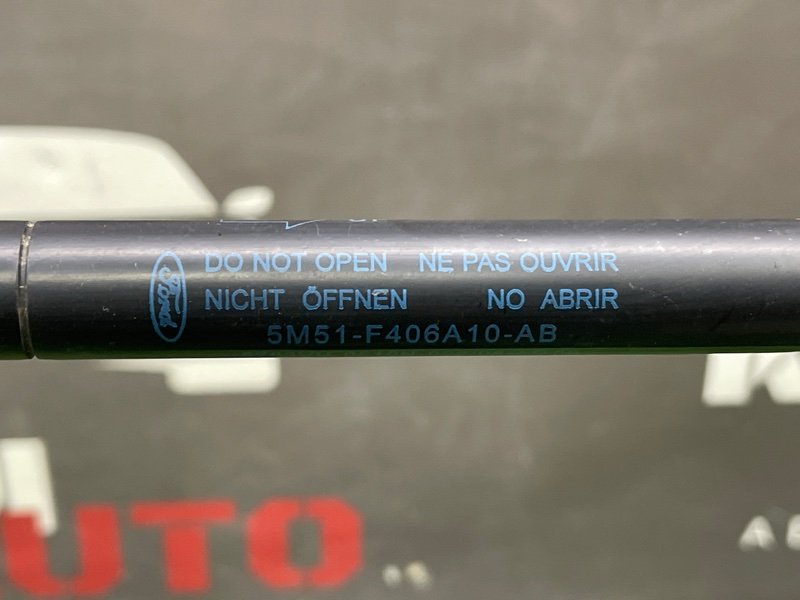 Ford
DO NOT OPEN NE PAS OUVRIR
NICHT ÖFFNEN NO ABRIR
5M51-F406A10-AB
UTO